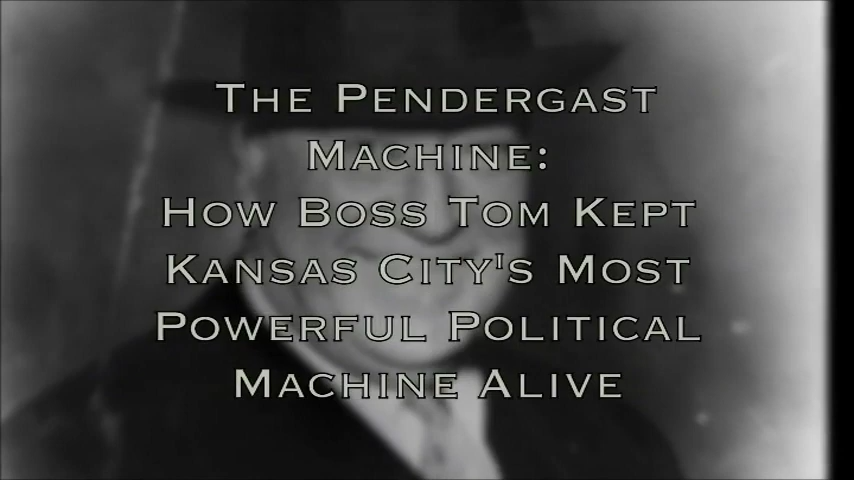 The Pendergast
Machine:
How Boss Tom Kept
Kansas City's Most
Powerful Political
Machine Alive